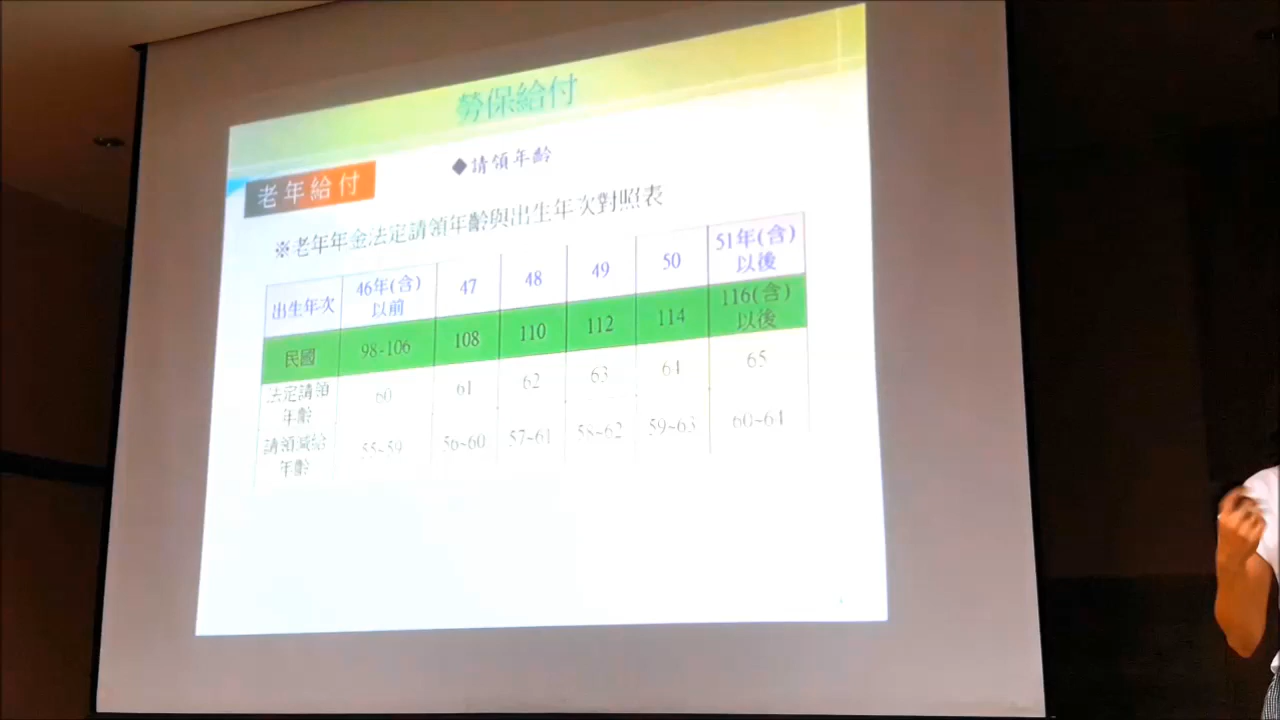 勞保給付
老年給付
◆請領年齡
※老年年金法定請領年齡與出生年次對照表
出生年次 46年(含)以前 47 48 49 50 51年(含)以後
民國 98-106 108 110 112 114 116(含)以後
法定請領年齡 60 61 62 63 64 65
請領減給年齡 55~59 56~60 57~61 58~62 59~63 60~64